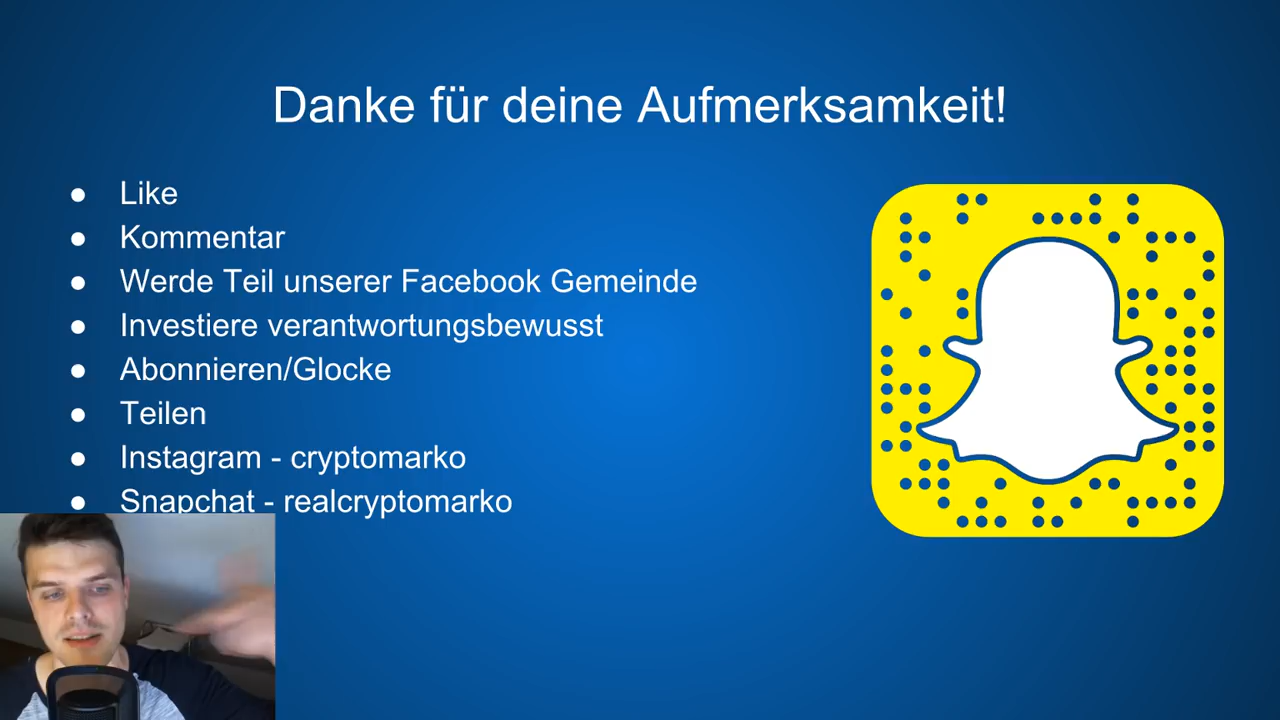 Danke für deine Aufmerksamkeit!
● Like
● Kommentar
● Werde Teil unserer Facebook Gemeinde
● Investiere verantwortungsbewusst
● Abonnieren/Glocke
● Teilen
● Instagram - cryptomarko
● Snapchat - realcryptomarko